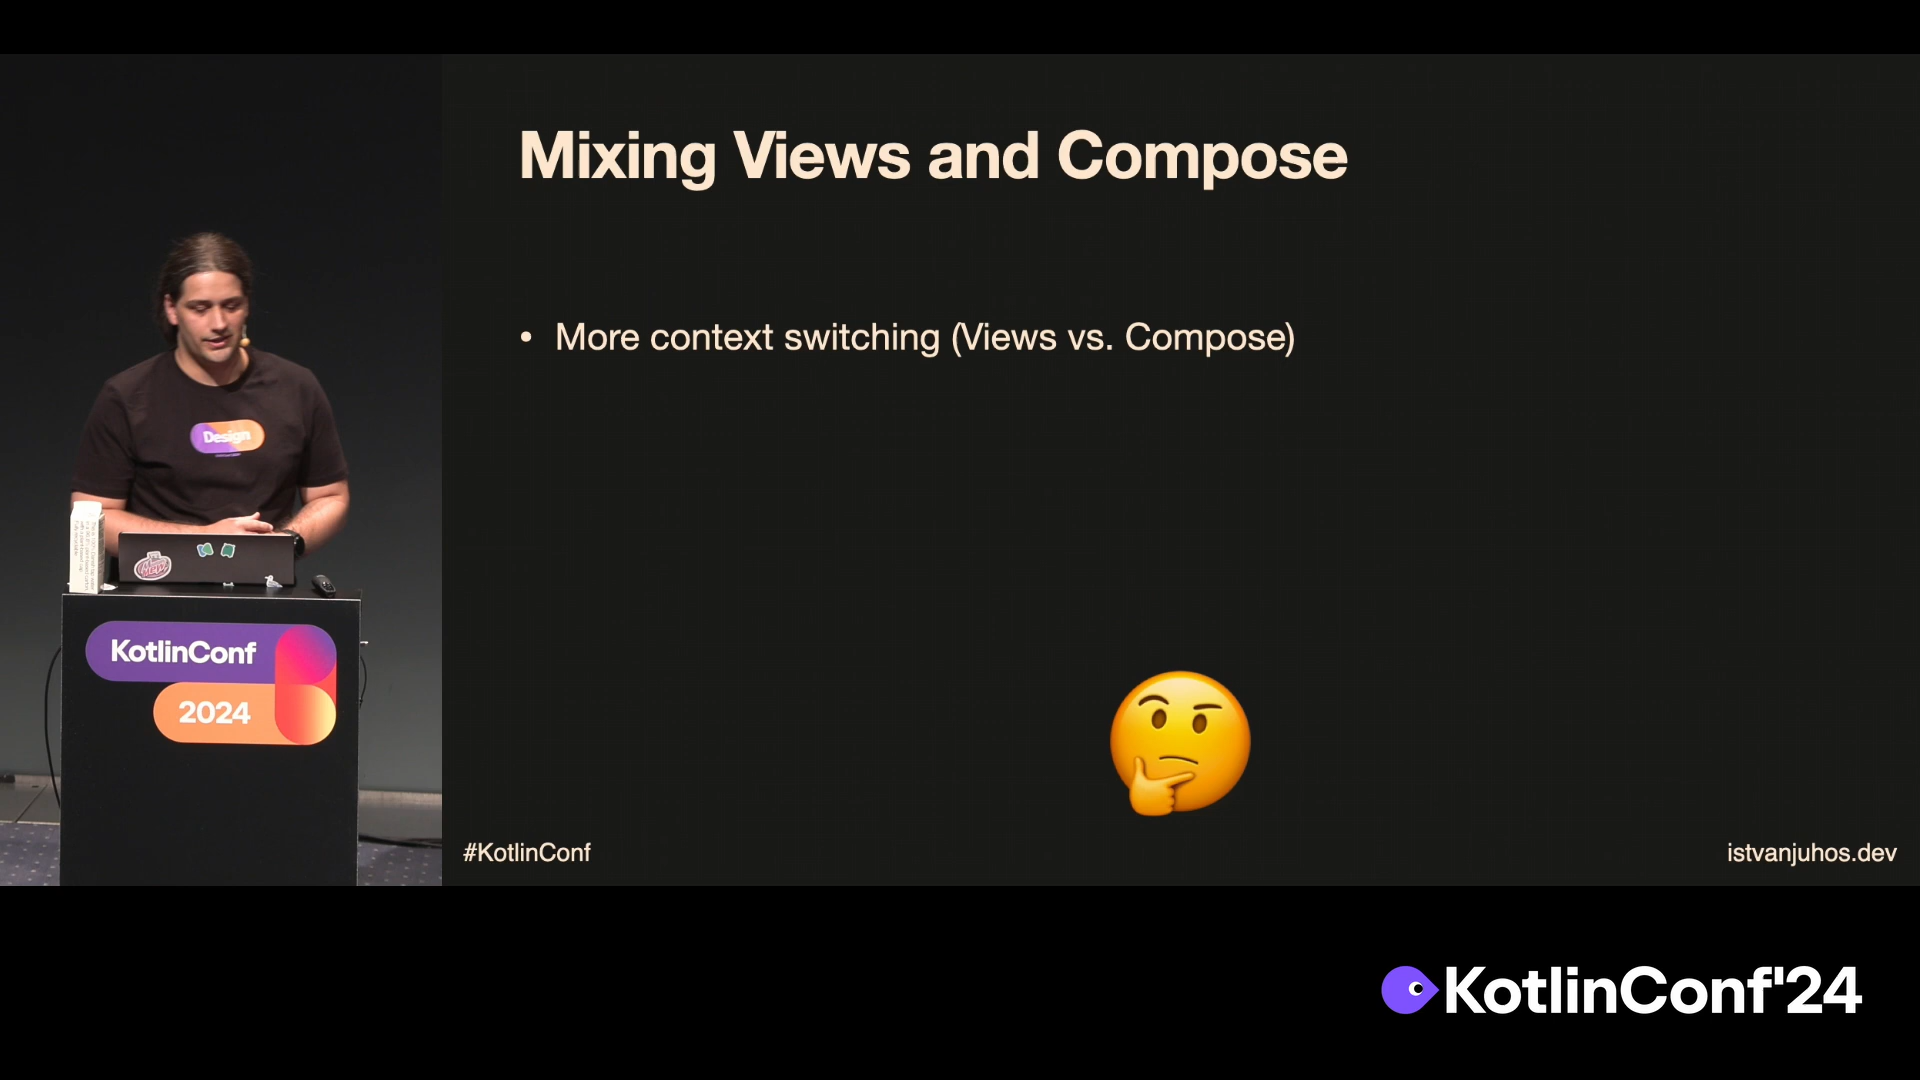 Mixing Views and Compose
• More context switching (Views vs. Compose)
Design
KotlinConf
2024
#KotlinConf
istvanjuhos.dev
KotlinConf'24